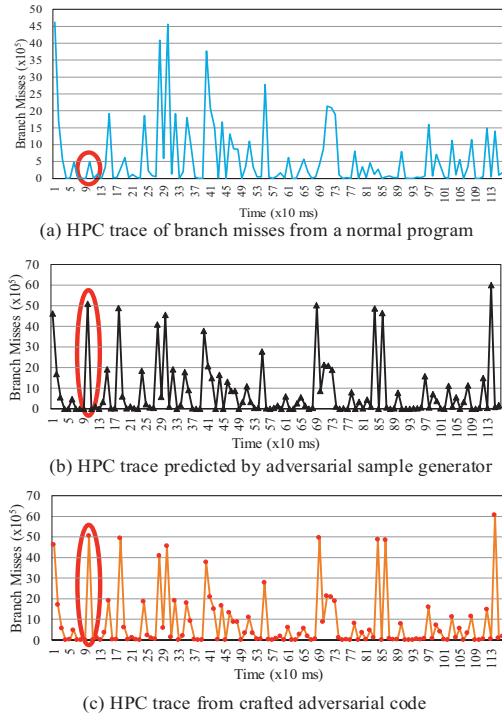 50
45
40
35
30
25
20
15
10
5
0
Branch Misses (x10⁵)
1 5 9 13 17 21 25 29 33 37 41 45 49 53 57 61 65 69 73 77 81 85 89 93 97 101 105 109 113
Time (x10 ms)
(a) HPC trace of branch misses from a normal program
70
60
50
40
30
20
10
0
Branch Misses (x10⁵)
1 5 9 13 17 21 25 29 33 37 41 45 49 53 57 61 65 69 73 77 81 85 89 93 97 101 105 109 113
Time (x10 ms)
(b) HPC trace predicted by adversarial sample generator
70
60
50
40
30
20
10
0
Branch Misses (x10⁵)
1 5 9 13 17 21 25 29 33 37 41 45 49 53 57 61 65 69 73 77 81 85 89 93 97 101 105 109 113
Time (x10 ms)
(c) HPC trace from crafted adversarial code